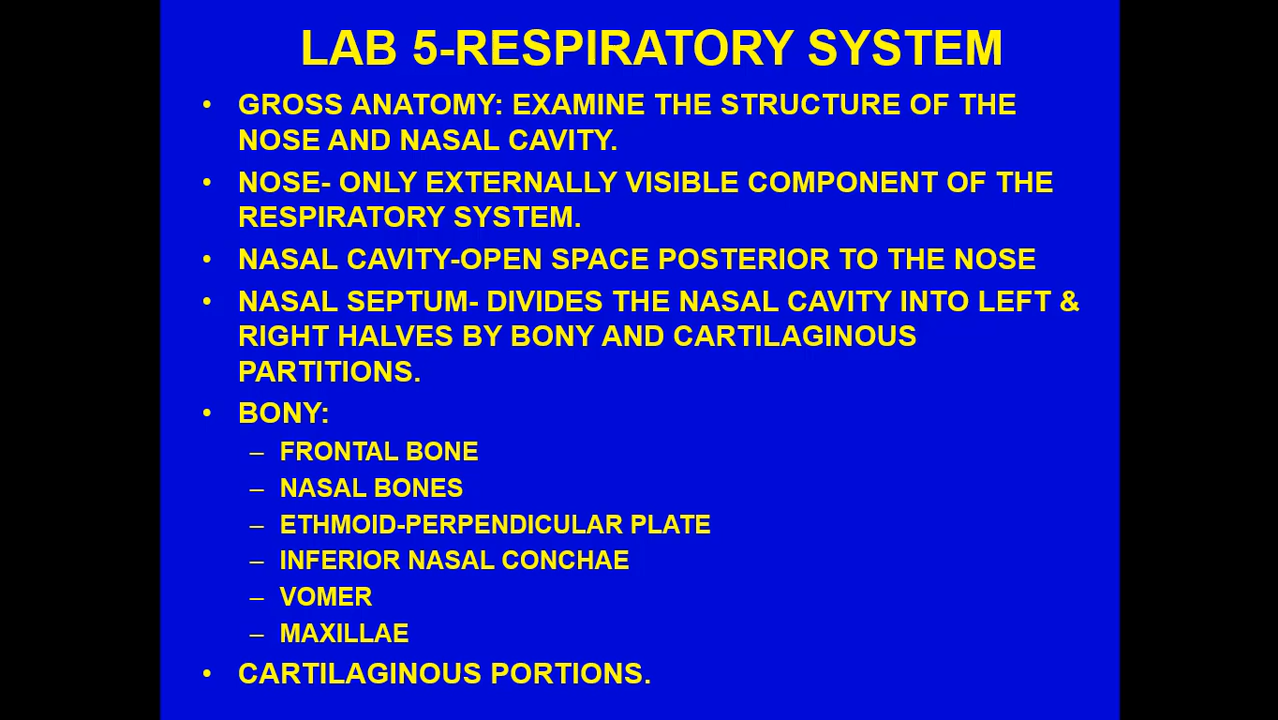 LAB 5-RESPIRATORY SYSTEM
• GROSS ANATOMY: EXAMINE THE STRUCTURE OF THE
NOSE AND NASAL CAVITY.
• NOSE- ONLY EXTERNALLY VISIBLE COMPONENT OF THE
RESPIRATORY SYSTEM.
• NASAL CAVITY-OPEN SPACE POSTERIOR TO THE NOSE
• NASAL SEPTUM- DIVIDES THE NASAL CAVITY INTO LEFT &
RIGHT HALVES BY BONY AND CARTILAGINOUS
PARTITIONS.
• BONY:
– FRONTAL BONE
– NASAL BONES
– ETHMOID-PERPENDICULAR PLATE
– INFERIOR NASAL CONCHAE
– VOMER
– MAXILLAE
• CARTILAGINOUS PORTIONS.